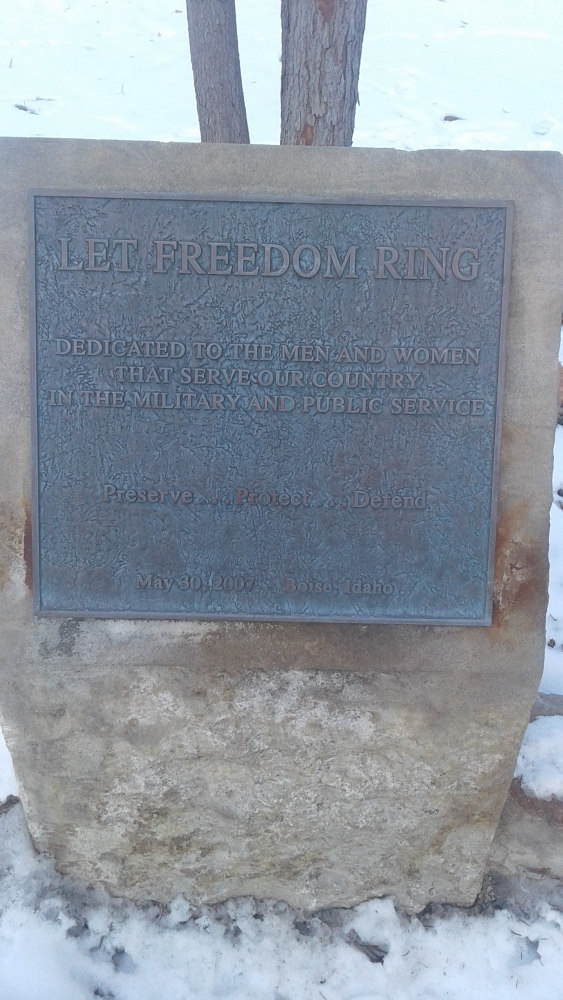 LET FREEDOM RING
DEDICATED TO THE MEN AND WOMEN
THAT SERVE OUR COUNTRY
IN THE MILITARY AND PUBLIC SERVICE
Preserve . . . Protect . . . Defend
May 30, 2007 . Boise, Idaho